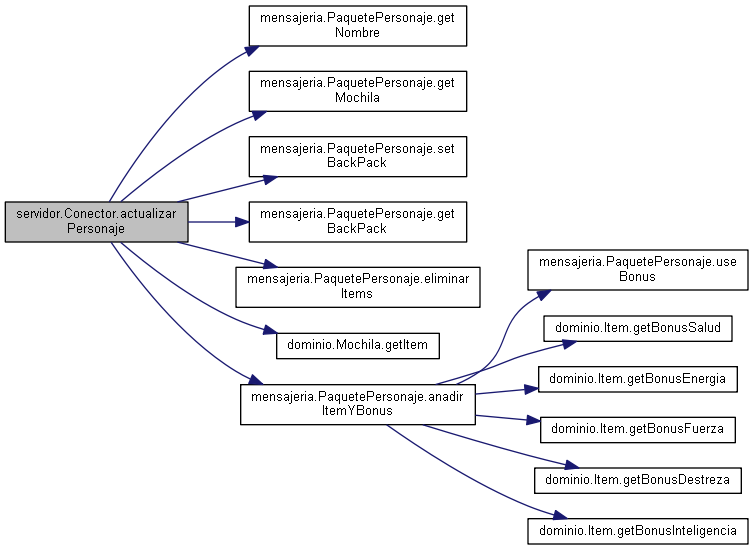 mensajeria.PaquetePersonaje.get
Nombre
mensajeria.PaquetePersonaje.get
Mochila
mensajeria.PaquetePersonaje.set
BackPack
servidor.Conector.actualizar
Personaje
mensajeria.PaquetePersonaje.get
BackPack
mensajeria.PaquetePersonaje.eliminar
Items
dominio.Mochila.getItem
mensajeria.PaquetePersonaje.anadir
ItemYBonus
mensajeria.PaquetePersonaje.use
Bonus
dominio.Item.getBonusSalud
dominio.Item.getBonusEnergia
dominio.Item.getBonusFuerza
dominio.Item.getBonusDestreza
dominio.Item.getBonusInteligencia